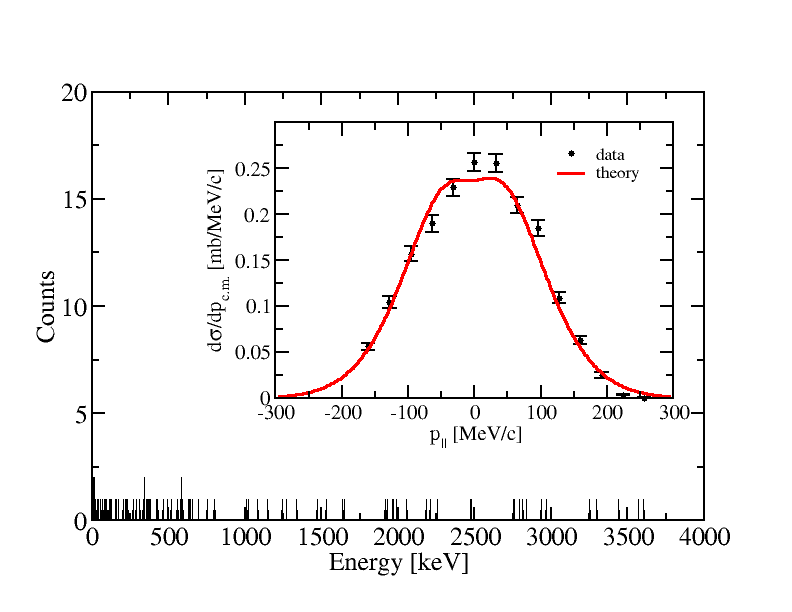 20
15
10
5
0
Counts
0 500 1000 1500 2000 2500 3000 3500 4000
Energy [keV]
0.25
0.2
0.15
0.1
0.05
0
dσ/dp_c.m. [mb/MeV/c]
-300 -200 -100 0 100 200 300
p_|| [MeV/c]
data
theory